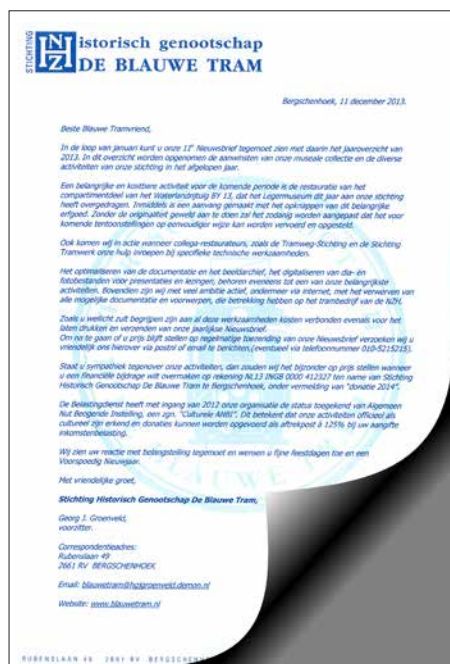 STICHTING
HNZ
istorisch genootschap
DE BLAUWE TRAM
Bergschenhoek, 11 december 2013.
Beste Blauwe Tramvriend,
In de loop van januari kunt u onze 11e Nieuwsbrief tegemoet zien met daarin het jaaroverzicht van
2013. In dit overzicht worden opgenomen de aanwinsten van onze museale collectie en de diverse
activiteiten van onze stichting in het afgelopen jaar.
Een belangrijke en kostbare activiteit voor de komende periode is de restauratie van het
compartimentdeel van het Waterlandrijtuig BY 13, dat het Legermuseum dit jaar aan onze stichting
heeft overgedragen. Inmiddels is een aanvang gemaakt met het opknappen van dit belangrijke
erfgoed. Zonder de originaliteit geweld aan te doen zal het zodanig worden aangepast dat het voor
komende tentoonstellingen op eenvoudiger wijze kan worden vervoerd en opgesteld.
Ook komen wij in actie wanneer collega-restaurateurs, zoals de Tramweg-Stichting en de Stichting
Tramwerk onze hulp inroepen bij specifieke technische werkzaamheden.
Het optimaliseren van de documentatie en het beeldarchief, het digitaliseren van dia- en
fotobestanden voor presentaties en lezingen, behoren eveneens tot een van onze belangrijkste
activiteiten. Bovendien zijn wij met veel ambitie actief, ondermeer via internet, met het verwerven van
alle mogelijke documentatie en voorwerpen, die betrekking hebben op het trambedrijf van de NZH.
Zoals u wellicht zult begrijpen zijn aan al deze werkzaamheden kosten verbonden evenals voor het
laten drukken en verzenden van onze jaarlijkse Nieuwsbrief.
Om na te gaan of u prijs blijft stellen op regelmatige toezending van onze Nieuwsbrief verzoeken wij u
vriendelijk ons hierover via post of email te berichten.(eventueel via telefoonnummer 010-5215215).
Staat u sympathiek tegenover onze activiteiten, dan zouden wij het bijzonder op prijs stellen wanneer
u een financiële bijdrage wilt overmaken op rekening NL13 INGB 0000 412327 ten name van Stichting
Historisch Genootschap De Blauwe Tram te Bergschenhoek, onder vermelding van "donatie 2014".
De Belastingdienst heeft met ingang van 2012 onze organisatie de status toegekend van Algemeen
Nut Beogende Instelling, een zgn. "Culturele ANBI". Dit betekent dat onze activiteiten officieel als
cultureel zijn erkend en donaties kunnen worden opgevoerd als aftrekpost à 125% bij uw aangifte
inkomstenbelasting.
Wij zien uw reactie met belangstelling tegemoet en wensen u fijne feestdagen toe en een
Voorspoedig Nieuwjaar.
Met vriendelijke groet,
Stichting Historisch Genootschap De Blauwe Tram,
Georg J. Groenveld,
voorzitter.
Correspondentieadres:
Rubenslaan 49
2661 RV BERGSCHENHOEK
Email: blauwetram@hgjgroenveld.demon.nl
Website: www.blauwetram.nl
RUBENSLAAN 49 2661 RV BERGSCHENH
BLAUWE TRAM